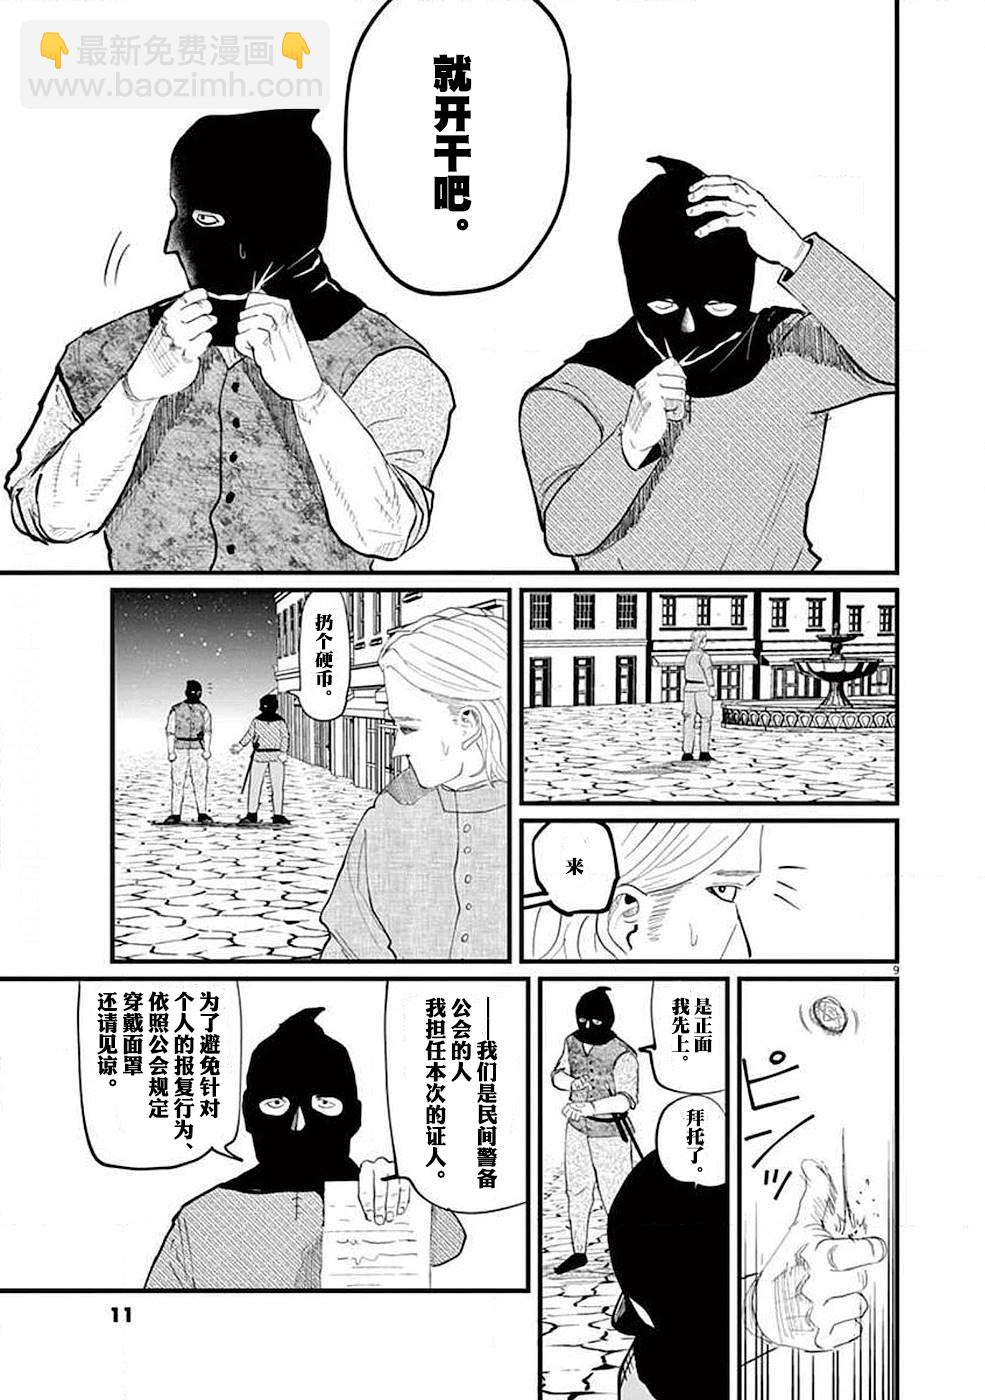 👇最新免费漫画👇
www.baozimh.com
就开干吧。
扔个硬币。
来
9
ピッ
是正面
我先上。
拜托了。
——我们是民间警备
公会的人
我担任本次的证人。
为了避免针对
个人的报复行为、
依照公会规定
穿戴面罩
还请见谅。
11